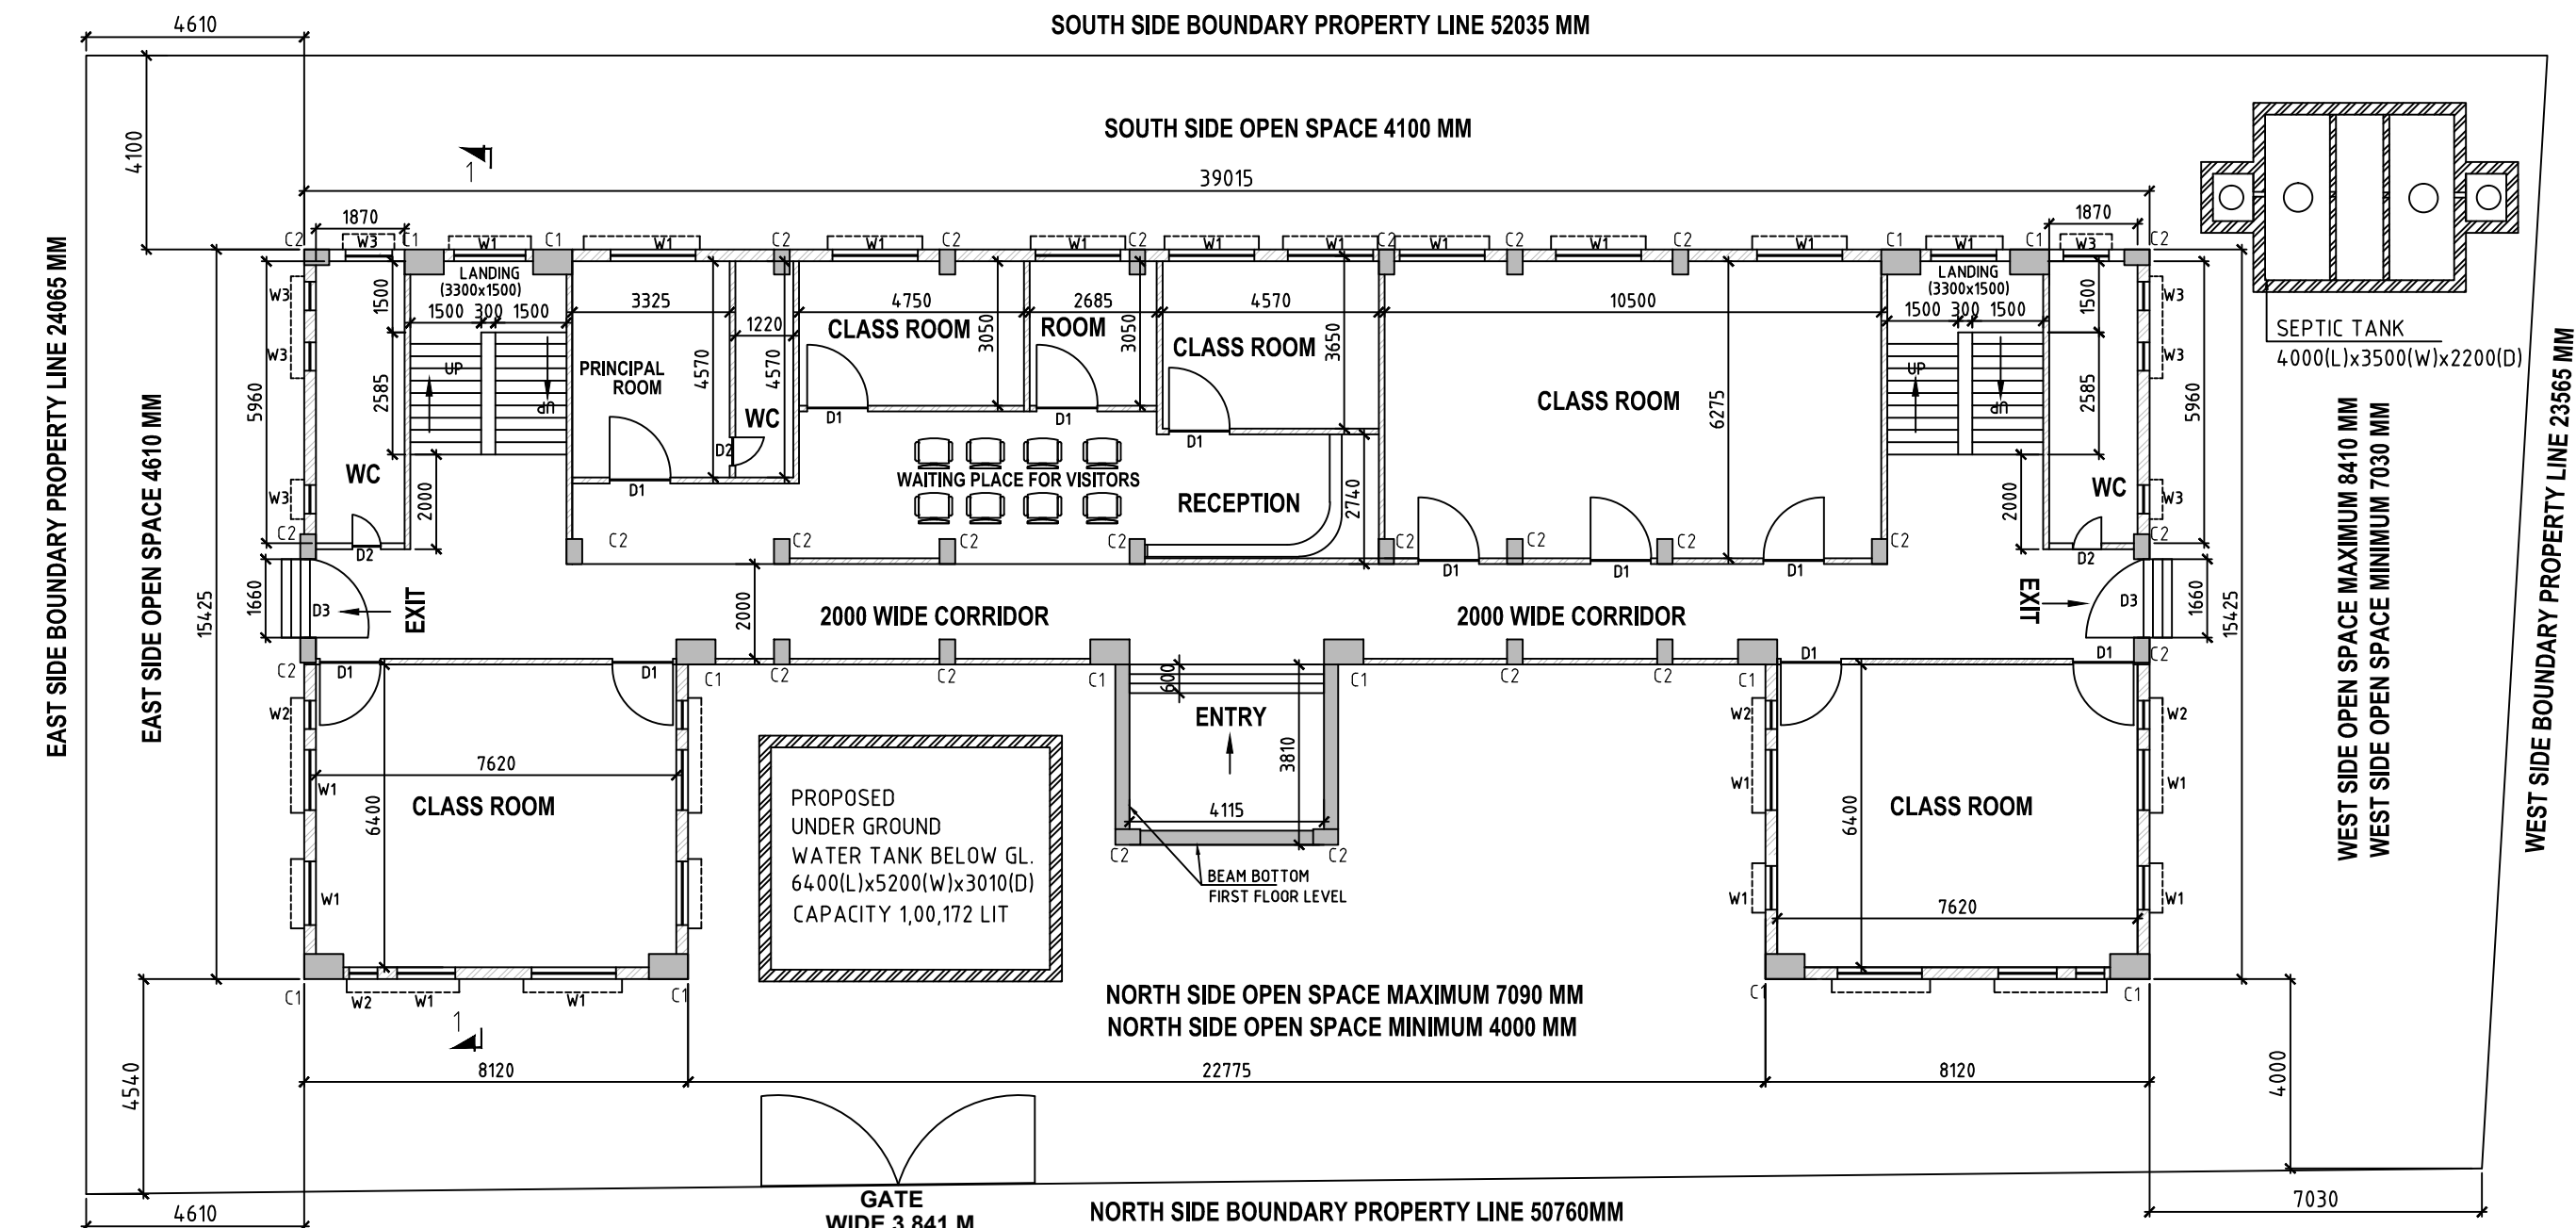 4610
SOUTH SIDE BOUNDARY PROPERTY LINE 52035 MM
4100
SOUTH SIDE OPEN SPACE 4100 MM
1
39015
1870
1870
C2
W3
C1
W1
C1
W1
C2
W1
C2
W1
C2
W1
W1
C2
W1
C2
W1
C2
W1
C1
W1
C1
W3
C2
EAST SIDE BOUNDARY PROPERTY LINE 24065 MM
EAST SIDE OPEN SPACE 4610 MM
15425
5960
W3
W3
W3
1500
2585
2000
LANDING
(3300x1500)
1500 300 1500
UP
UP
WC
D2
C2
3325
PRINCIPAL
ROOM
4570
D1
1220
4570
WC
D2
4750
CLASS ROOM
3050
D1
2685
ROOM
3050
D1
4570
CLASS ROOM
3650
D1
10500
CLASS ROOM
6275
LANDING
(3300x1500)
1500 300 1500
UP
UP
1500
2585
2000
5960
W3
W3
W3
WC
D2
C2
WAITING PLACE FOR VISITORS
RECEPTION
2740
C2
C2
C2
C2
C2
C2
C2
C2
D1
D1
D1
SEPTIC TANK
4000(L)x3500(W)x2200(D)
WEST SIDE OPEN SPACE MAXIMUM 8410 MM
WEST SIDE OPEN SPACE MINIMUM 7030 MM
WEST SIDE BOUNDARY PROPERTY LINE 23565 MM
1660
D3
EXIT
2000
2000 WIDE CORRIDOR
2000 WIDE CORRIDOR
EXIT
D3
1660
15425
C2
D1
D1
C1
C2
C2
C1
600
C1
C2
C2
C1
D1
D1
C2
W2
W1
W1
7620
6400
CLASS ROOM
PROPOSED
UNDER GROUND
WATER TANK BELOW GL.
6400(L)x5200(W)x3010(D)
CAPACITY 1,00,172 LIT
ENTRY
3810
4115
C2
C2
BEAM BOTTOM
FIRST FLOOR LEVEL
W2
W1
W1
6400
CLASS ROOM
7620
W2
W1
W1
C1
W2
W1
W1
C1
C1
C1
1
NORTH SIDE OPEN SPACE MAXIMUM 7090 MM
NORTH SIDE OPEN SPACE MINIMUM 4000 MM
4540
8120
22775
8120
4000
GATE
WIDE 3.841 M
NORTH SIDE BOUNDARY PROPERTY LINE 50760MM
4610
7030